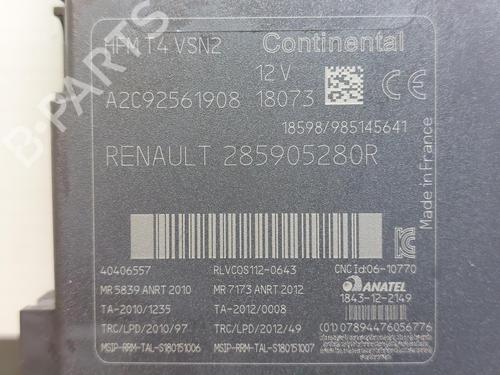 B-PARTS
HFM T4 VSN2 Continental
12 V
A2C92561908 18073 CE
18598/985145641
RENAULT 285905280R
Made in France
40406557 RLVCOS112-0643 CNC Id:06-10770
MR 5839 ANRT 2010 MR 7173 ANRT 2012 ANATEL
TA-2010/1235 TA-2012/0008 1843-12-2149
TRC/LPD/2010/97 TRC/LPD/2012/49 (01)07894476056776
MSIP-RRM-TAL-S180151006 MSIP-RRM-TAL-S180151007